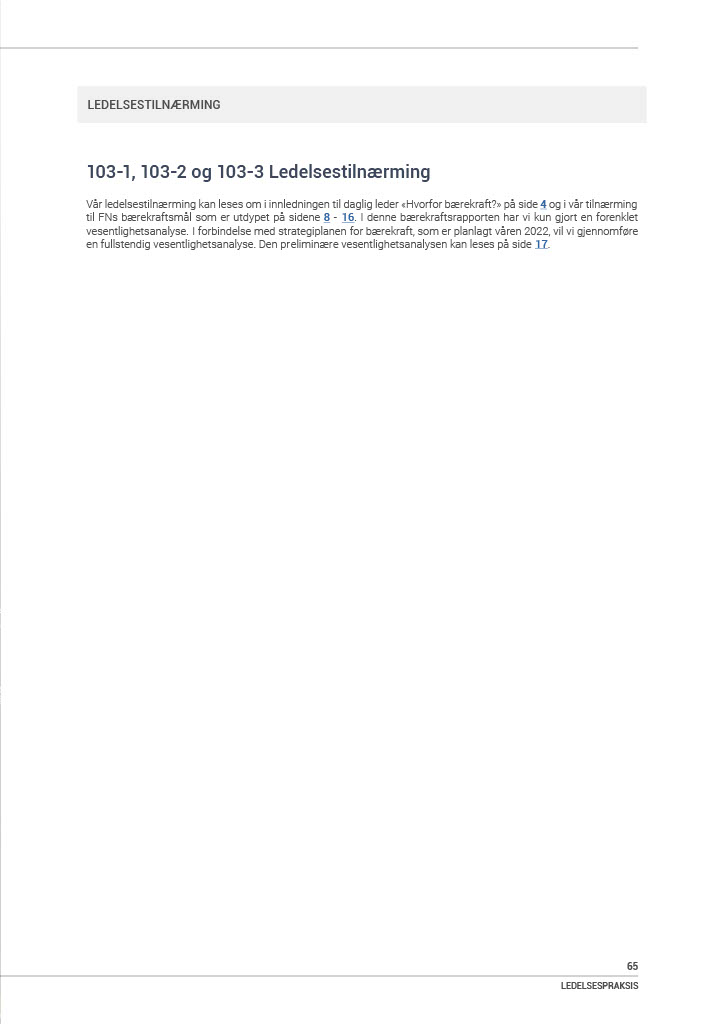 LEDELSESTILNÆRMING
103-1, 103-2 og 103-3 Ledelsestilnærming
Vår ledelsestilnærming kan leses om i innledningen til daglig leder «Hvorfor bærekraft?» på side 4 og i vår tilnærming
til FNs bærekraftsmål som er utdypet på sidene 8 - 16. I denne bærekraftsrapporten har vi kun gjort en forenklet
vesentlighetsanalyse. I forbindelse med strategiplanen for bærekraft, som er planlagt våren 2022, vil vi gjennomføre
en fullstendig vesentlighetsanalyse. Den preliminære vesentlighetsanalysen kan leses på side 17.
65
LEDELSESPRAKSIS